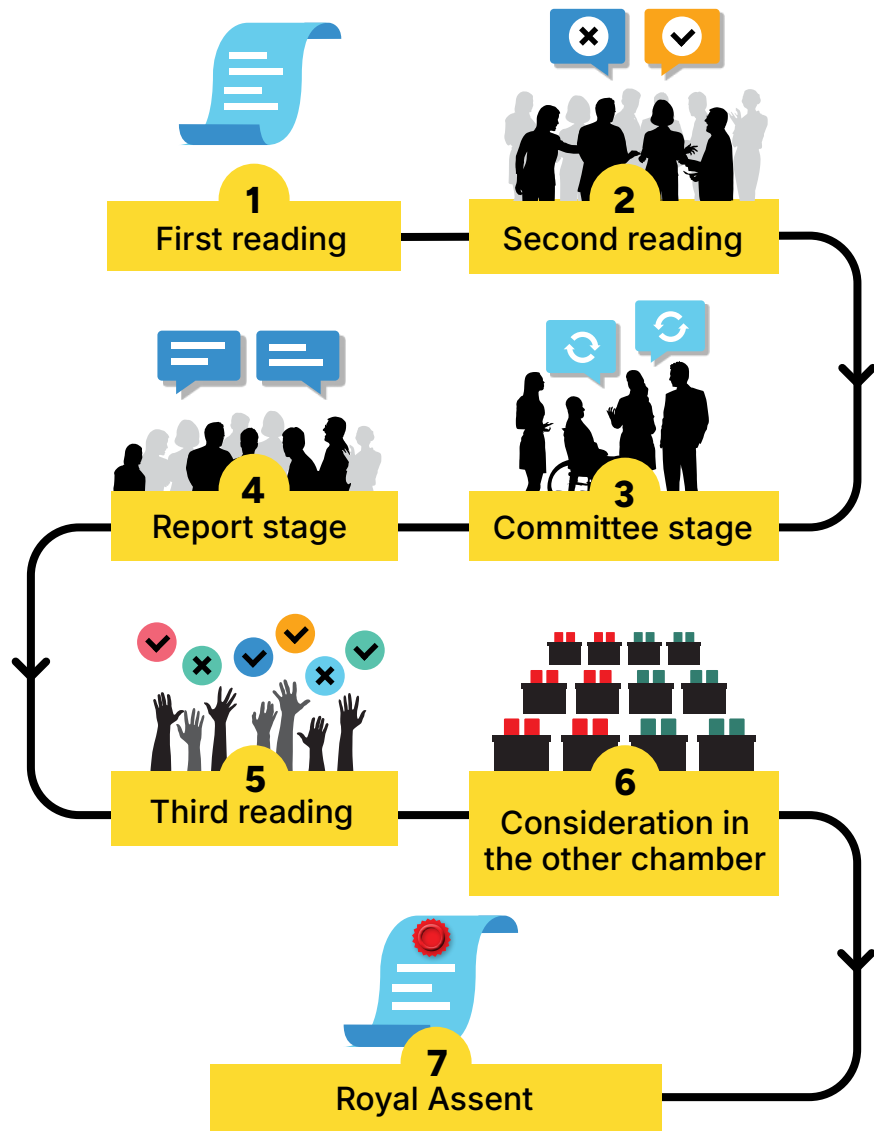 1
First reading
2
Second reading
3
Committee stage
4
Report stage
5
Third reading
6
Consideration in
the other chamber
7
Royal Assent